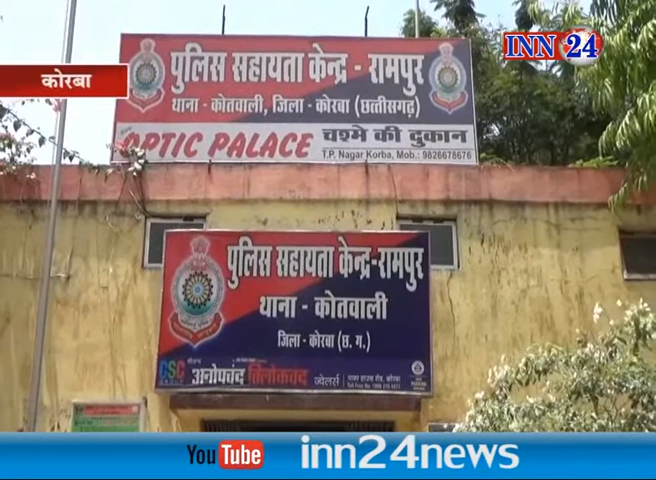 INN 24
कोरबा
पुलिस सहायता केन्द्र - रामपुर
थाना - कोतवाली, जिला - कोरबा (छत्तीसगढ़)
OPTIC PALACE चश्मे की दुकान
T.P. Nagar Korba, MOB.- 9826678678
पुलिस सहायता केन्द्र-रामपुर
थाना - कोतवाली
जिला - कोरबा (छ. ग.)
अनोपचंद तिलोकचंद ज्वेलर्स
You Tube inn24news